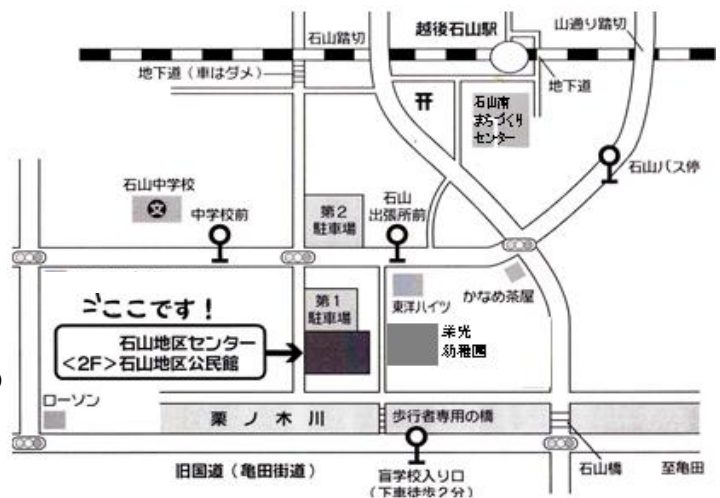 越後石山駅
山通り踏切
石山踏切
地下道（車はダメ）
地下道
石山南
まちづくり
センター
石山バス停
石山中学校
文
中学校前
第2
駐車場
石山
出張所前
ここです！
第1
駐車場
東洋ハイツ
かなめ茶屋
石山地区センター
<2F>石山地区公民館
栄光
幼稚園
ローソン
栗ノ木川
歩行者専用の橋
旧国道（亀田街道）
盲学校入り口
（下車徒歩2分）
石山橋
至亀田